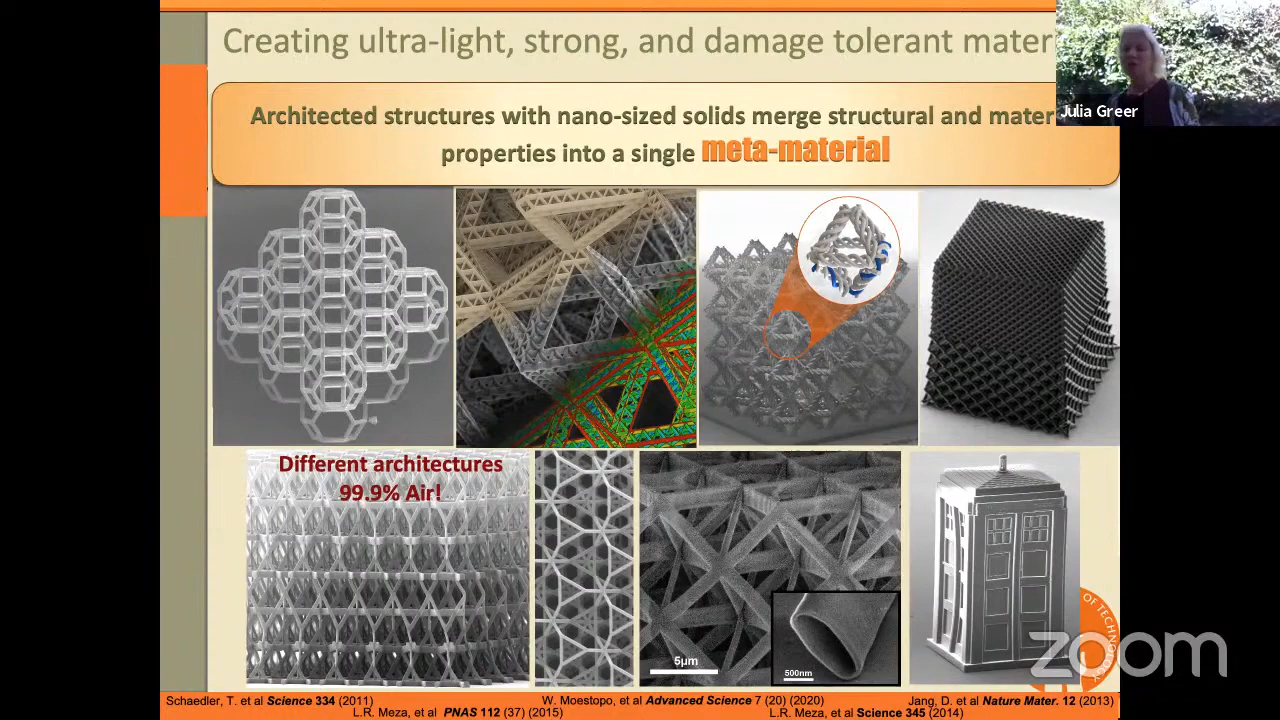 Creating ultra-light, strong, and damage tolerant
Julia Greer
Architected structures with nano-sized solids merge structural and
properties into a single meta-material
Different architectures
99.9% Air!
5μm
500nm
OF TECHNOLOGY
zoom
Schaedler, T. et al Science 334 (2011)
W. Moestopo, et al Advanced Science 7 (20) (2020)
Jang, D. et al Nature Mater. 12 (2013)
L.R. Meza, et al PNAS 112 (37) (2015)
L.R. Meza, et al Science 345 (2014)